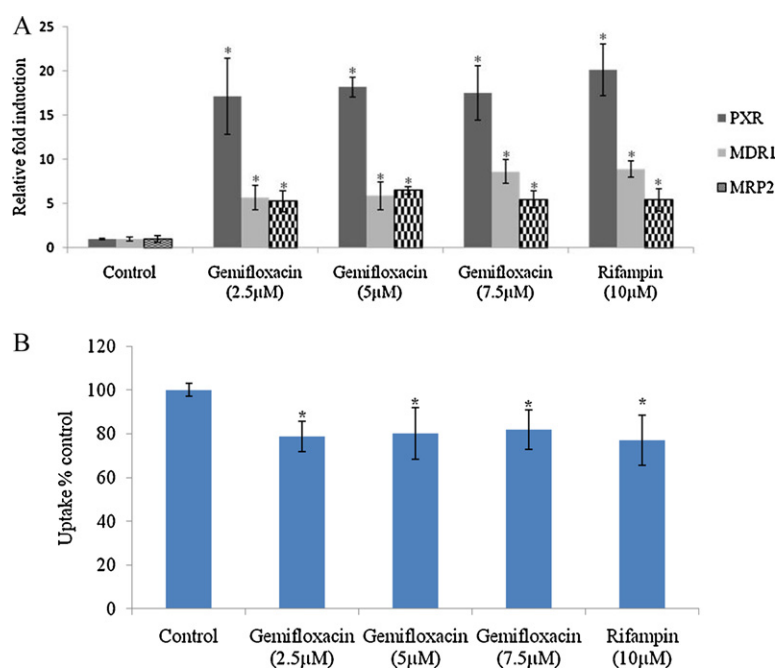 A
Relative fold induction
25
20
15
10
5
0
* * * * * * * * * * * *
Control
Gemifloxacin
(2.5μM)
Gemifloxacin
(5μM)
Gemifloxacin
(7.5μM)
Rifampin
(10μM)
PXR
MDR1
MRP2
B
Uptake % control
120
100
80
60
40
20
0
* * * *
Control
Gemifloxacin
(2.5μM)
Gemifloxacin
(5μM)
Gemifloxacin
(7.5μM)
Rifampin
(10μM)